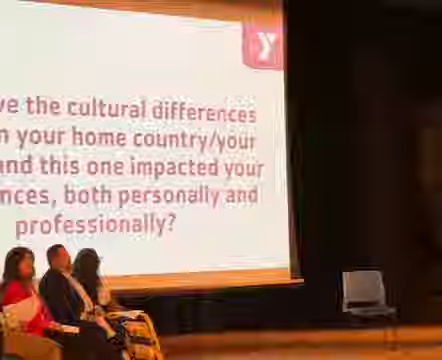 Y
ve the cultural differences
n your home country/your
and this one impacted your
nces, both personally and
professionally?